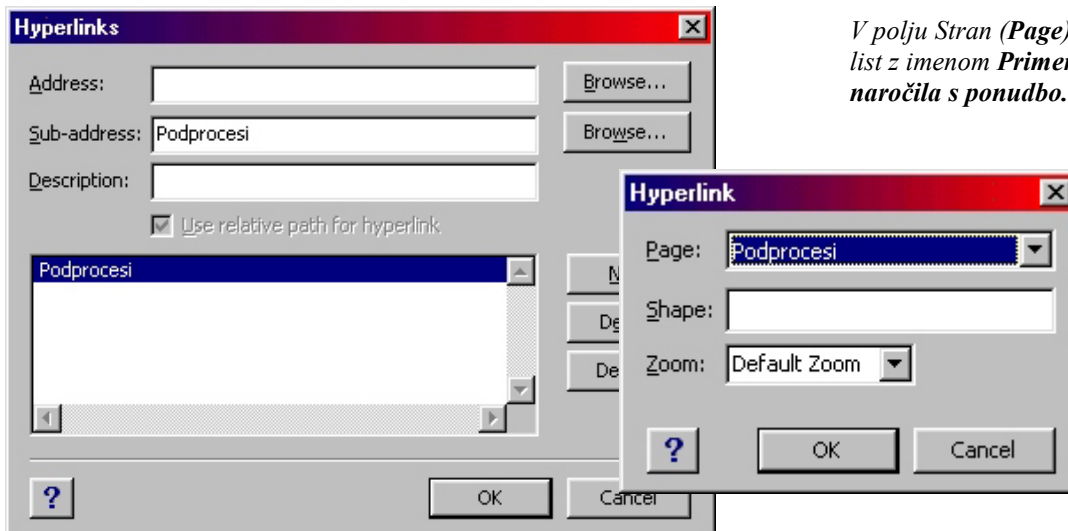 Hyperlinks
Address:
Browse...
Sub-address: Podprocesi
Browse...
Description:
Use relative path for hyperlink
Podprocesi
?
OK
Cancel
V polju Stran (Page)
list z imenom
naročila s ponudbo.
Hyperlink
Page: Podprocesi
Shape:
Zoom: Default Zoom
?
OK
Cancel